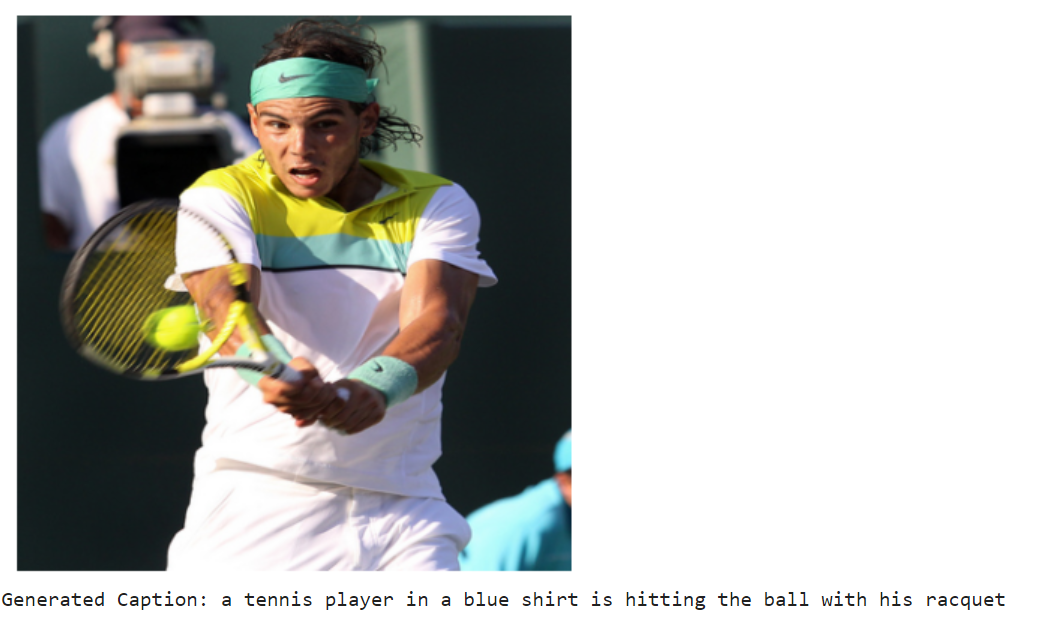 Generated Caption: a tennis player in a blue shirt is hitting the ball with his racquet